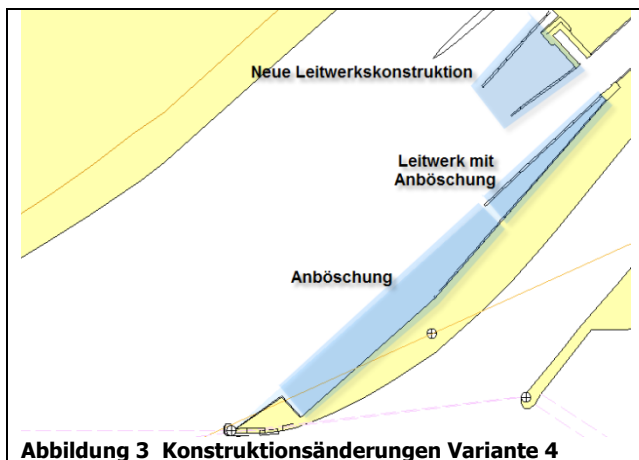 Neue Leitwerkskonstruktion
Leitwerk mit
Anböschung
Anböschung
Abbildung 3 Konstruktionsänderungen Variante 4